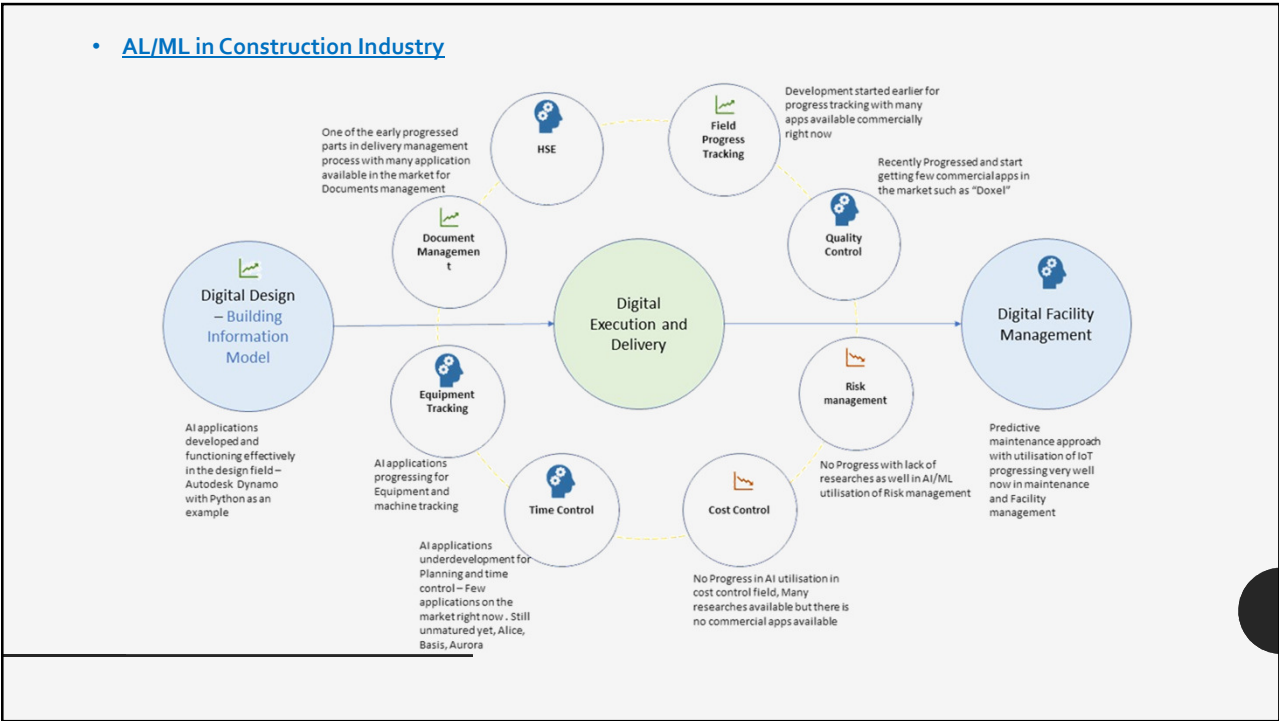 • AL/ML in Construction Industry
One of the early progressed
parts in delivery management
process with many application
available in the market for
Documents management
HSE
Field
Progress
Tracking
Development started earlier for
progress tracking with many
apps available commercially
right now
Recently Progressed and start
getting few commercial apps in
the market such as “Doxel”
Document
Managemen
t
Quality
Control
Digital Design
– Building
Information
Model
Digital
Execution and
Delivery
Digital Facility
Management
Equipment
Tracking
Risk
management
AI applications
developed and
functioning effectively
in the design field –
Autodesk Dynamo
with Python as an
example
AI applications
progressing for
Equipment and
machine tracking
Time Control
Cost Control
No Progress with lack of
researches as well in AI/ML
utilisation of Risk management
Predictive
maintenance approach
with utilisation of IoT
progressing very well
now in maintenance
and Facility
management
AI applications
underdevelopment for
Planning and time
control – Few
applications on the
market right now . Still
unmatured yet, Alice,
Basis, Aurora
No Progress in AI utilisation in
cost control field, Many
researches available but there is
no commercial apps available